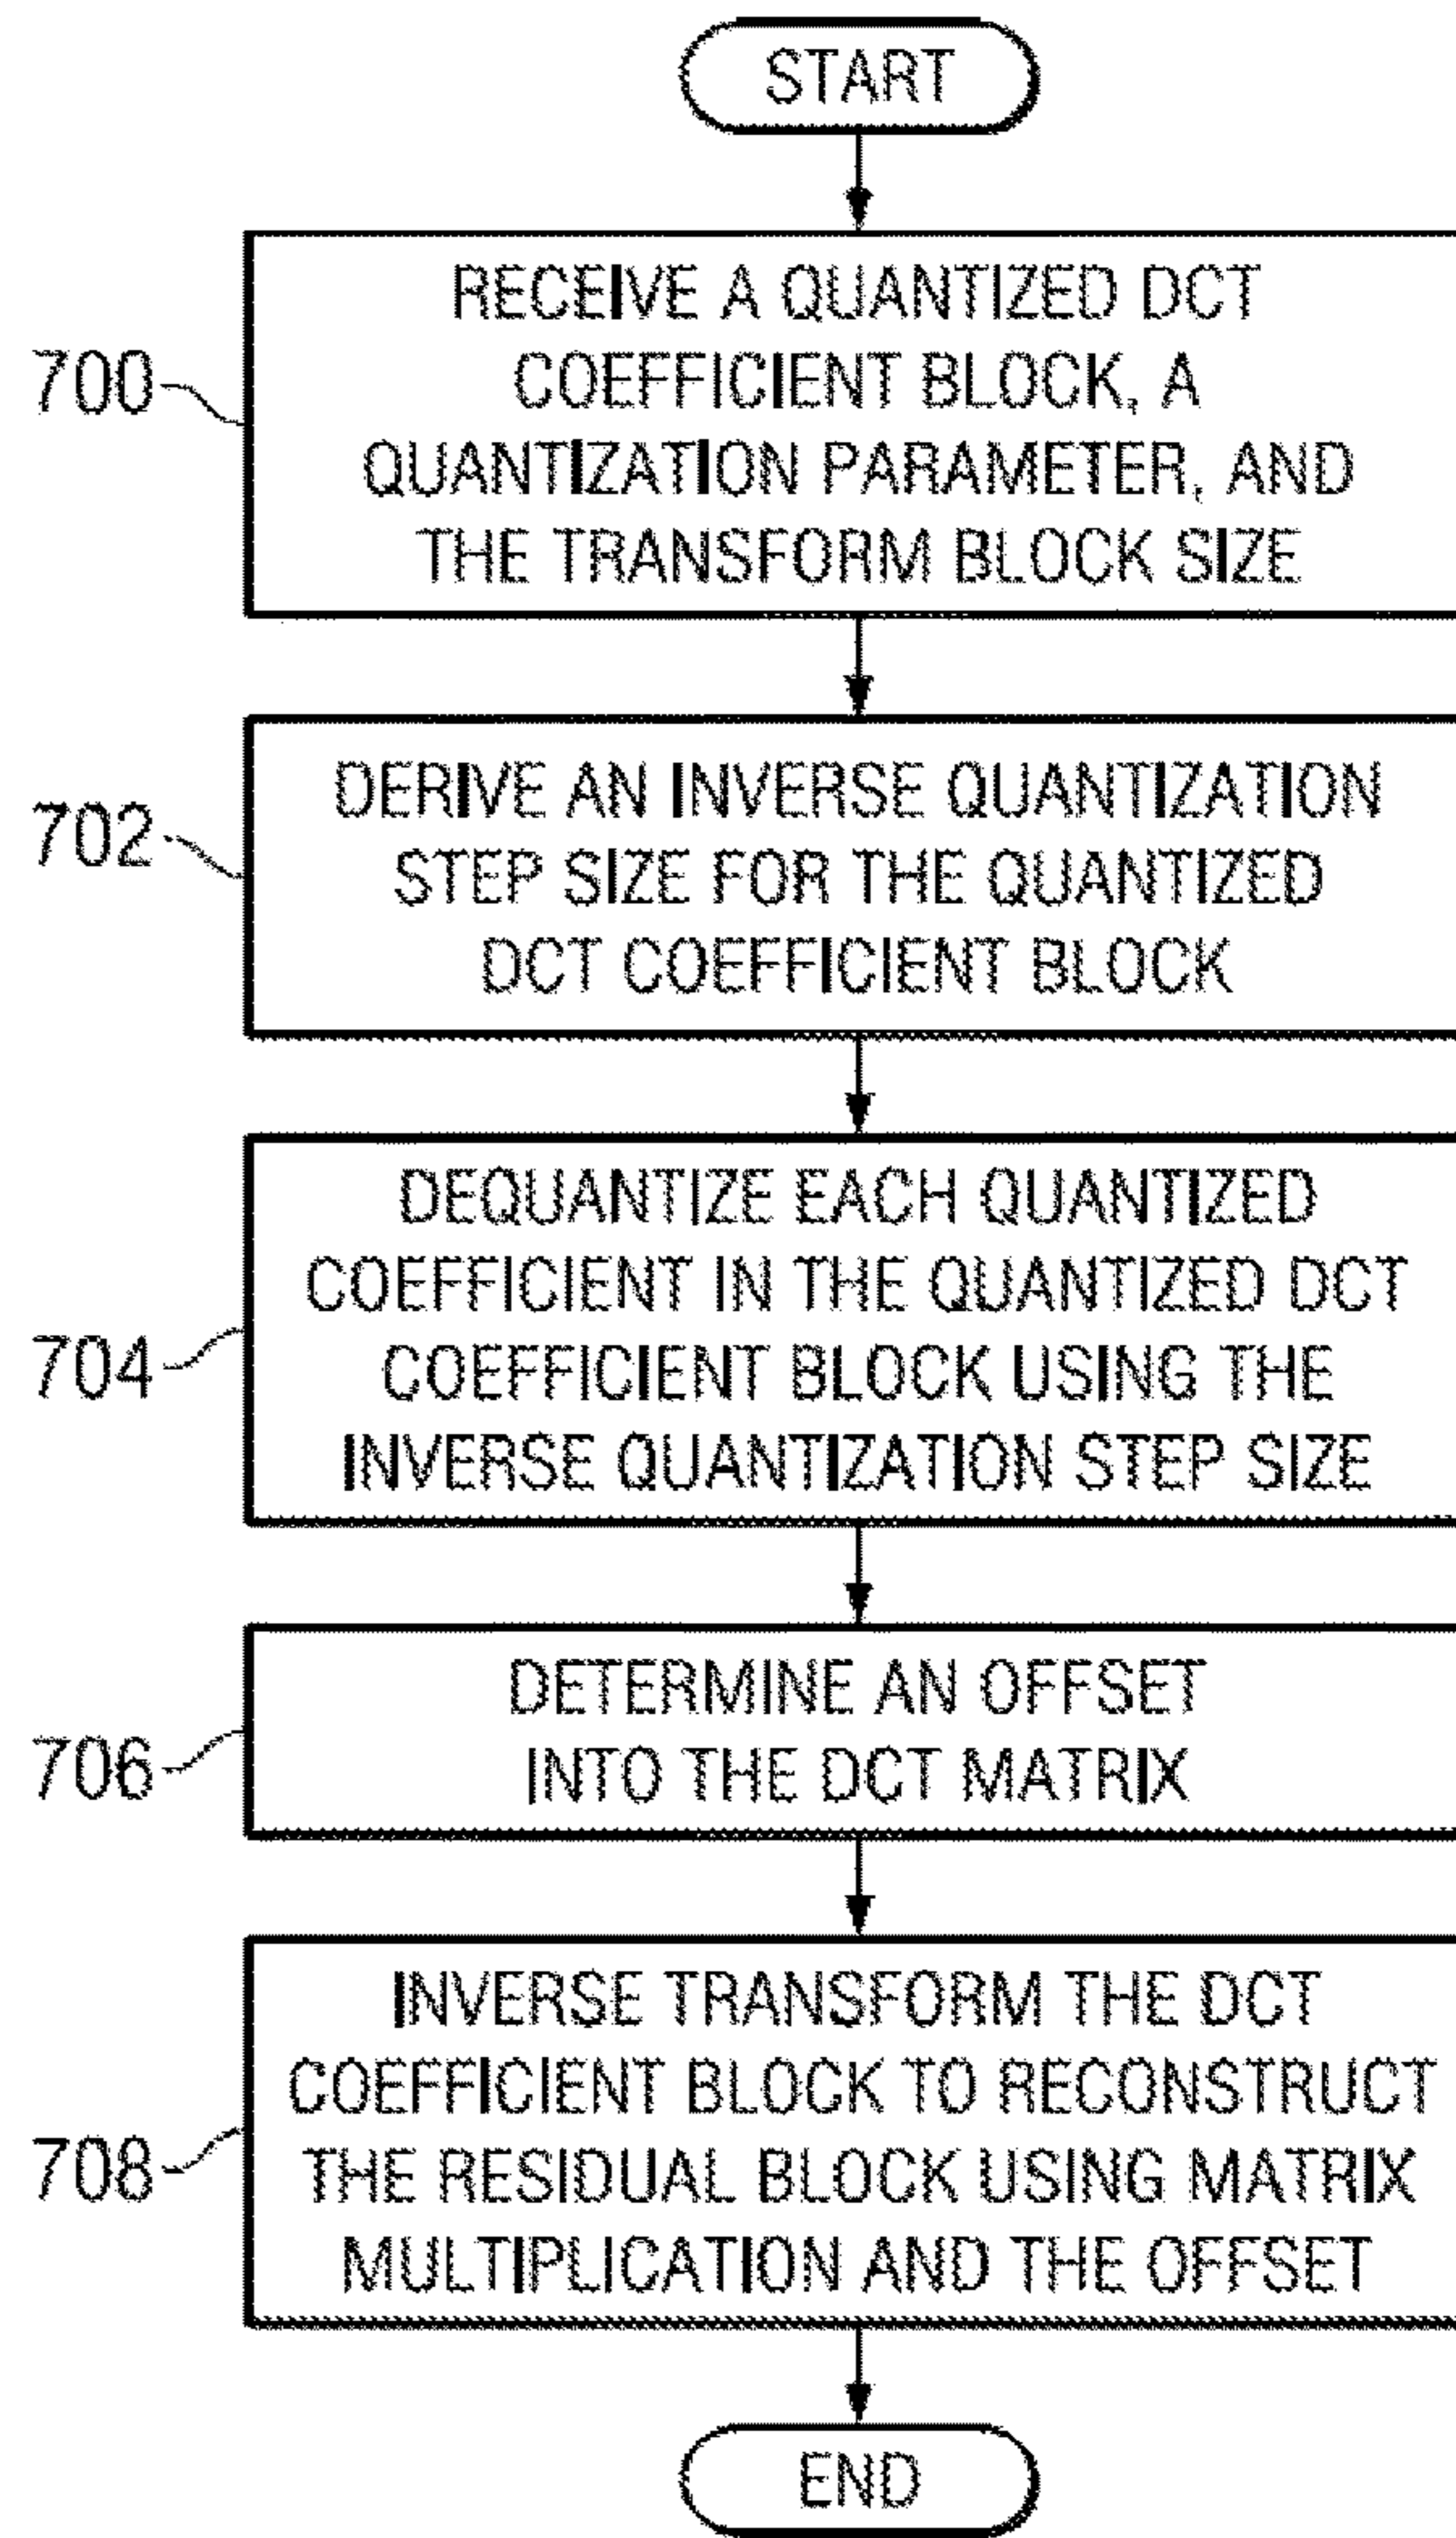 START
700
RECEIVE A QUANTIZED DCT
COEFFICIENT BLOCK, A
QUANTIZATION PARAMETER, AND
THE TRANSFORM BLOCK SIZE
702
DERIVE AN INVERSE QUANTIZATION
STEP SIZE FOR THE QUANTIZED
DCT COEFFICIENT BLOCK
704
DEQUANTIZE EACH QUANTIZED
COEFFICIENT IN THE QUANTIZED DCT
COEFFICIENT BLOCK USING THE
INVERSE QUANTIZATION STEP SIZE
706
DETERMINE AN OFFSET
INTO THE DCT MATRIX
708
INVERSE TRANSFORM THE DCT
COEFFICIENT BLOCK TO RECONSTRUCT
THE RESIDUAL BLOCK USING MATRIX
MULTIPLICATION AND THE OFFSET
END